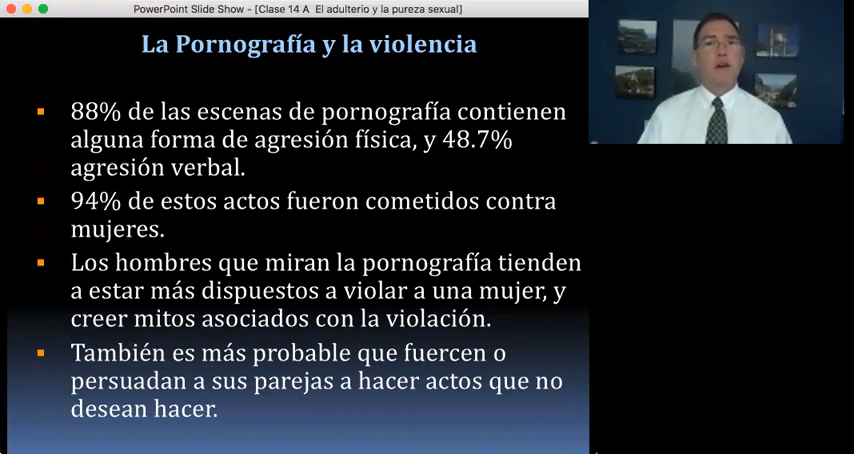 PowerPoint Slide Show - [Clase 14 A  El adulterio y la pureza sexual]
La Pornografía y la violencia
88% de las escenas de pornografía contienen
alguna forma de agresión física, y 48.7%
agresión verbal.
94% de estos actos fueron cometidos contra
mujeres.
Los hombres que miran la pornografía tienden
a estar más dispuestos a violar a una mujer, y
creer mitos asociados con la violación.
También es más probable que fuercen o
persuadan a sus parejas a hacer actos que no
desean hacer.